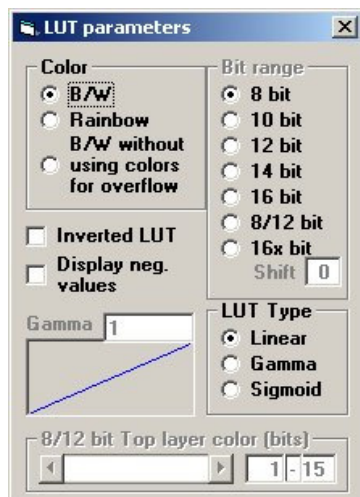 LUT parameters
Color
B/W
Rainbow
B/W without
using colors
for overflow
Inverted LUT
Display neg.
values
Gamma 1
Bit range
8 bit
10 bit
12 bit
14 bit
16 bit
8/12 bit
16x bit
Shift 0
LUT Type
Linear
Gamma
Sigmoid
8/12 bit Top layer color (bits)
1 - 15